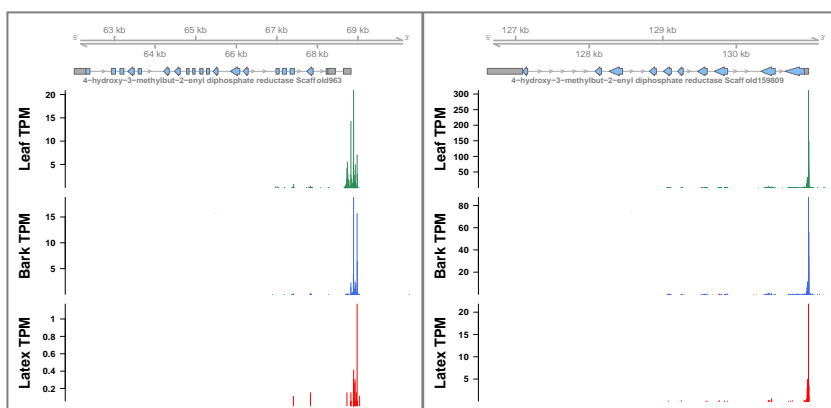 63 kb 65 kb 67 kb 69 kb
5' 3'
64 kb 66 kb 68 kb
4−hydroxy−3−methylbut−2−enyl diphosphate reductase Scaff old963
Leaf TPM
20
15
10
5
Bark TPM
15
10
5
Latex TPM
1
0.8
0.6
0.4
0.2
127 kb 129 kb
5' 3'
128 kb 130 kb
4−hydroxy−3−methylbut−2−enyl diphosphate reductase Scaff old159809
Leaf TPM
300
250
200
150
100
50
Bark TPM
80
60
40
20
Latex TPM
20
15
10
5